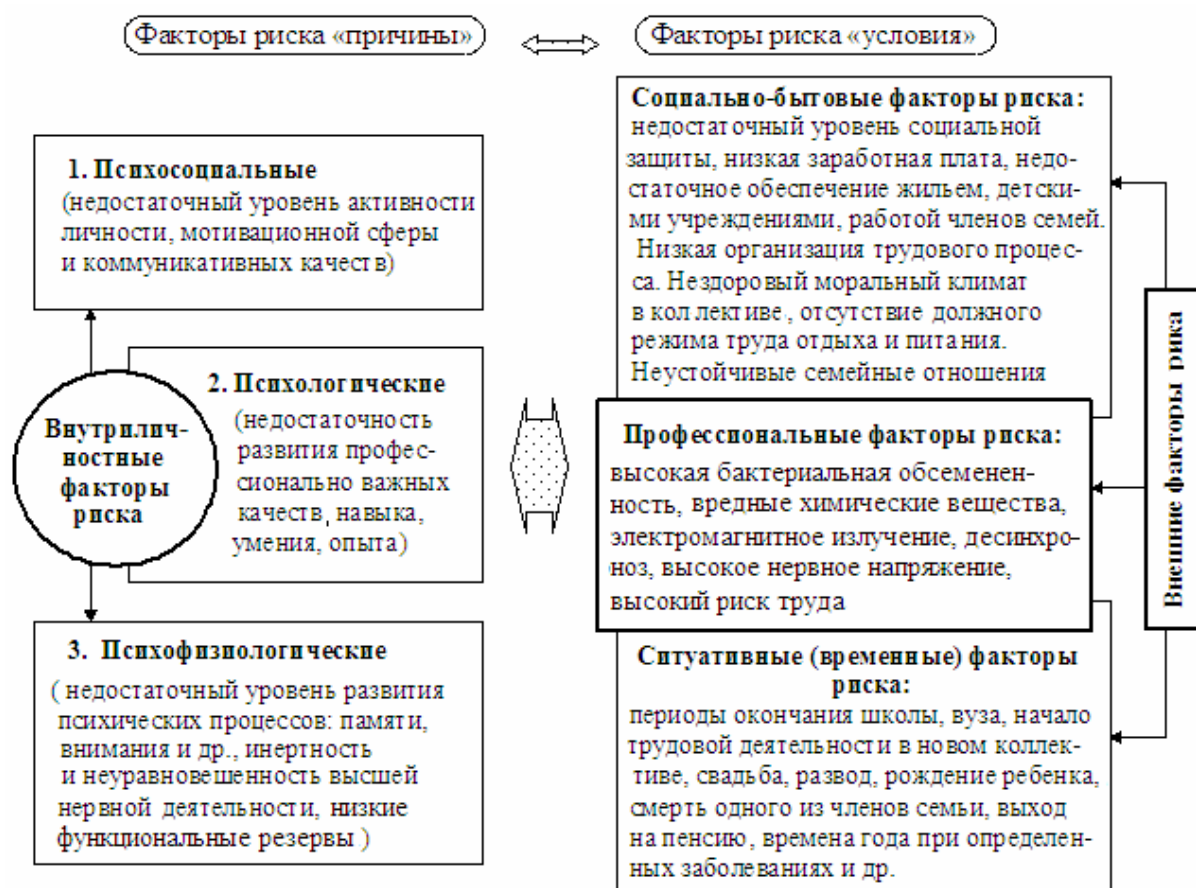 Факторы риска «причины»
Факторы риска «условия»
1. Психосоциальные
(недостаточный уровень активности
личности, мотивационной сферы
и коммуникативных качеств)
2. Психологические
(недостаточность
развития профес-
сионально важных
качеств, навыка,
умения, опыта)
Внутрилич-
ностные
факторы
риска
3. Психофизиологические
( недостаточный уровень развития
психических процессов: памяти,
внимания и др., инертность
и неуравновешенность высшей
нервной деятельности, низкие
функциональные резервы )
Социально-бытовые факторы риска:
недостаточный уровень социальной
защиты, низкая заработная плата, недо-
статочное обеспечение жильем, детски-
ми учреждениями, работой членов семей.
Низкая организация трудового процес-
са. Нездоровый моральный климат
в коллективе, отсутствие должного
режима труда отдыха и питания.
Неустойчивые семейные отношения
Профессиональные факторы риска:
высокая бактериальная обсеменен-
ность, вредные химические вещества,
электромагнитное излучение, десинхро-
ноз, высокое нервное напряжение,
высокий риск труда
Ситуативные (временные) факторы
риска:
периоды окончания школы, вуза, начало
трудовой деятельности в новом коллек-
тиве, свадьба, развод, рождение ребенка,
смерть одного из членов семьи, выход
на пенсию, времена года при определен-
ных заболеваниях и др.
Внешние факторы рика